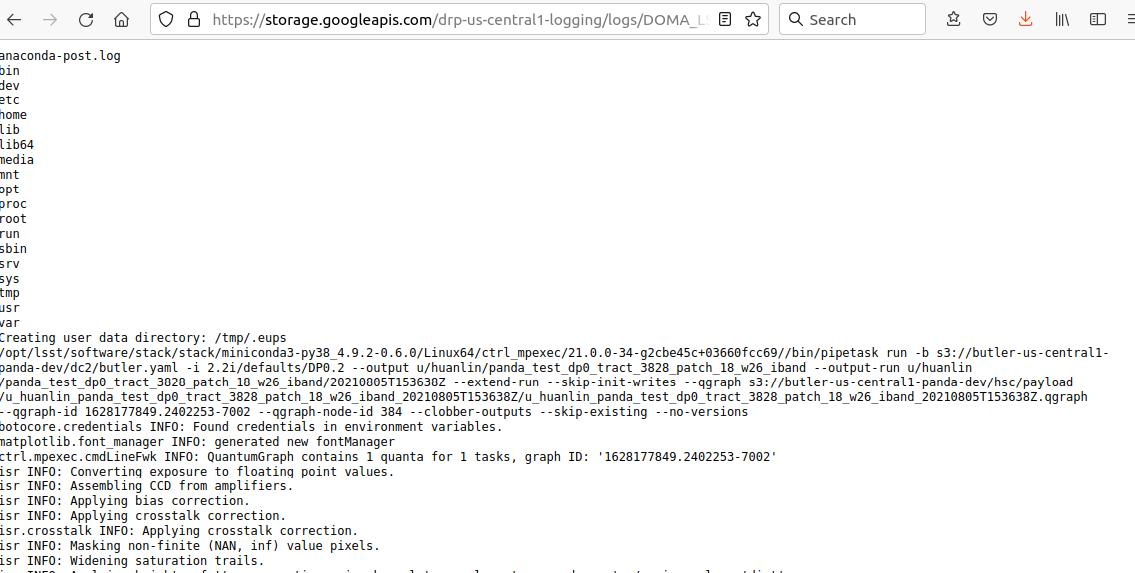 https://storage.googleapis.com/drp-us-central1-logging/logs/DOMA_LS
Search
anaconda-post.log
bin
dev
etc
home
lib
lib64
media
mnt
opt
proc
root
run
sbin
srv
sys
tmp
usr
var
Creating user data directory: /tmp/.eups
/opt/lsst/software/stack/stack/miniconda3-py38_4.9.2-0.6.0/Linux64/ctrl_mpexec/21.0.0-34-g2cbe45c+03660fcc69//bin/pipetask run -b s3://butler-us-central1-
panda-dev/dc2/butler.yaml -i 2.2i/defaults/DP0.2 --output u/huanlin/panda_test_dp0_tract_3828_patch_18_w26_iband --output-run u/huanlin
/panda_test_dp0_tract_3828_patch_18_w26_iband/20210805T153638Z --extend-run --skip-init-writes --qgraph s3://butler-us-central1-panda-dev/hsc/payload
/u_huanlin_panda_test_dp0_tract_3828_patch_18_w26_iband_20210805T153638Z/u_huanlin_panda_test_dp0_tract_3828_patch_18_w26_iband_20210805T153638Z.qgraph
--qgraph-id 1628177849.2402253-7002 --qgraph-node-id 384 --clobber-outputs --skip-existing --no-versions
botocore.credentials INFO: Found credentials in environment variables.
matplotlib.font_manager INFO: generated new fontManager
ctrl.mpexec.cmdLineFwk INFO: QuantumGraph contains 1 quanta for 1 tasks, graph ID: '1628177849.2402253-7002'
isr INFO: Converting exposure to floating point values.
isr INFO: Assembling CCD from amplifiers.
isr INFO: Applying bias correction.
isr INFO: Applying crosstalk correction.
isr.crosstalk INFO: Applying crosstalk correction.
isr INFO: Masking non-finite (NAN, inf) value pixels.
isr INFO: Widening saturation trails.